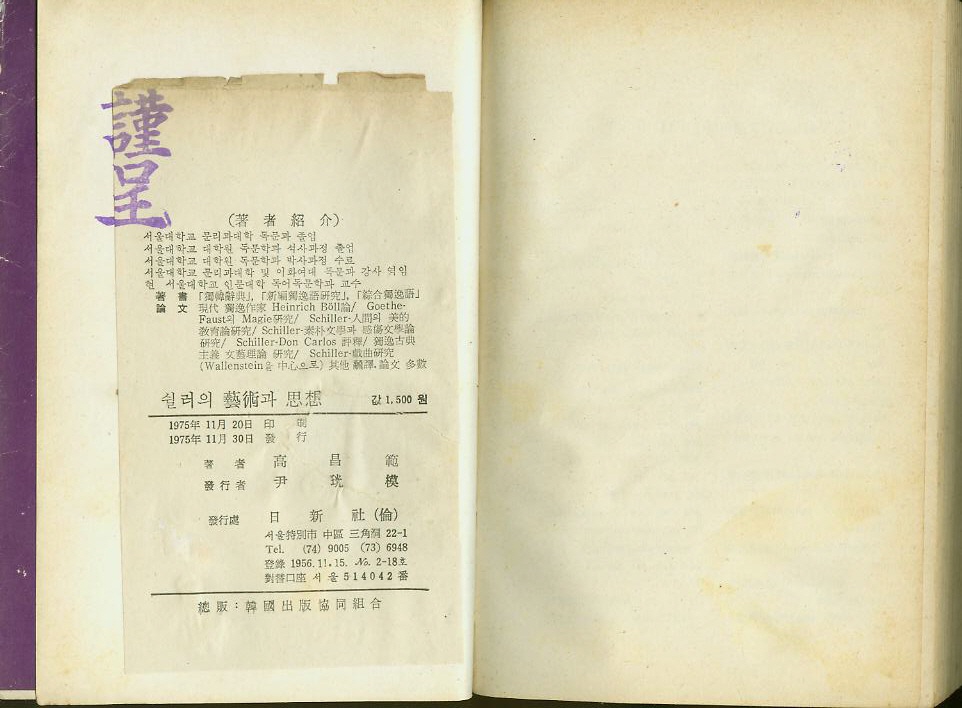 謹呈
(著者紹介)
서울대학교 문리과대학 독문과 졸업
서울대학교 대학원 독문학과 석사과정 졸업
서울대학교 대학원 독문학과 박사과정 수료
서울대학교 문리과대학 및 이화여대 독문과 강사 역임
현 서울대학교 인문대학 독어독문학과 교수
著書 「獨韓辭典」, 「新編獨逸語研究」, 「綜合獨逸語」
論文 現代 獨逸作家 Heinrich Böll論/ Goethe-
Faust의 Magie研究/ Schiller-人間의 美的
敎育論研究/ Schiller-素朴文學과 感傷文學論
研究/ Schiller-Don Carlos 評釋/ 獨逸古典
主義 文藝理論 研究/ Schiller-戱曲研究
(Wallenstein을 中心으로) 其他 飜譯·論文 多數
쉴러의 藝術과 思想 값 1,500 원
1975年 11月 20日 印 刷
1975年 11月 30日 發 行
著 者 高 昌 範
發行者 尹 珖 模
發行處 日 新 社 (倫)
서울特別市 中區 三角洞 22-1
Tel. (74) 9005 (73) 6948
登錄 1956.11.15. No. 2-18호
對替口座 서울 514042番
總販: 韓國出版協同組合